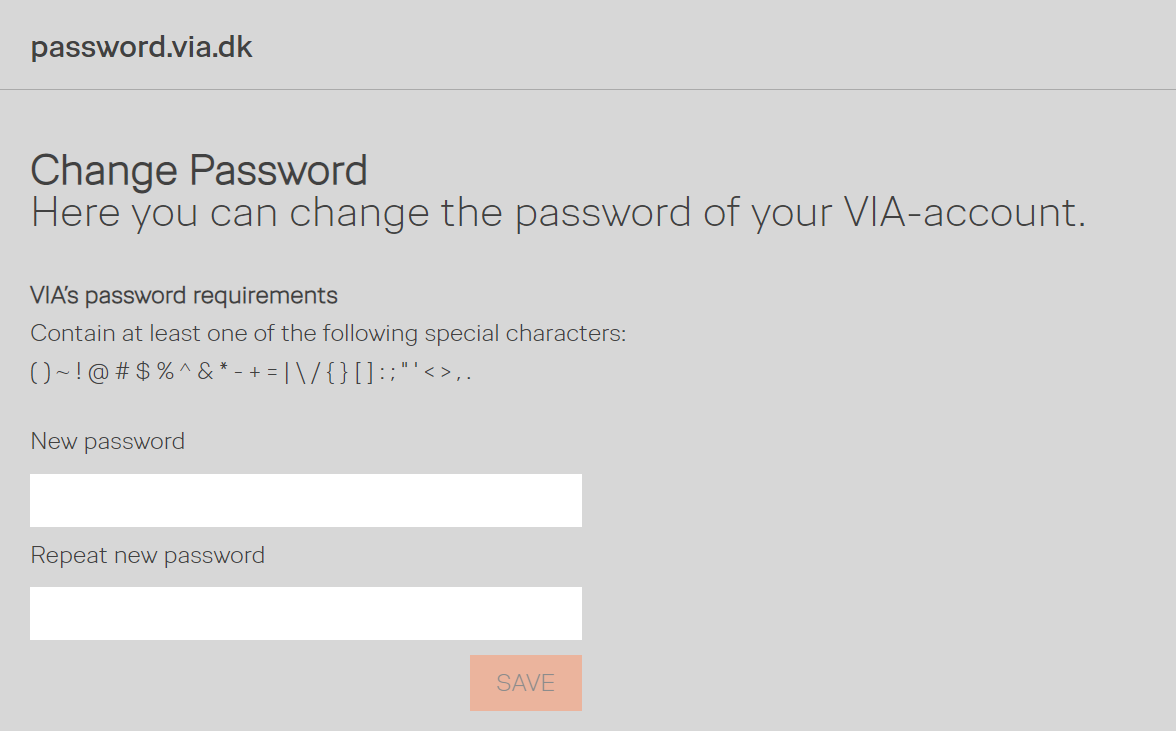 password.via.dk
Change Password
Here you can change the password of your VIA-account.
VIA's password requirements
Contain at least one of the following special characters:
( ) ~ ! @ # $ % ^ & * - + = | \ / { } [ ] : ; " ' < > , .
New password
Repeat new password
SAVE